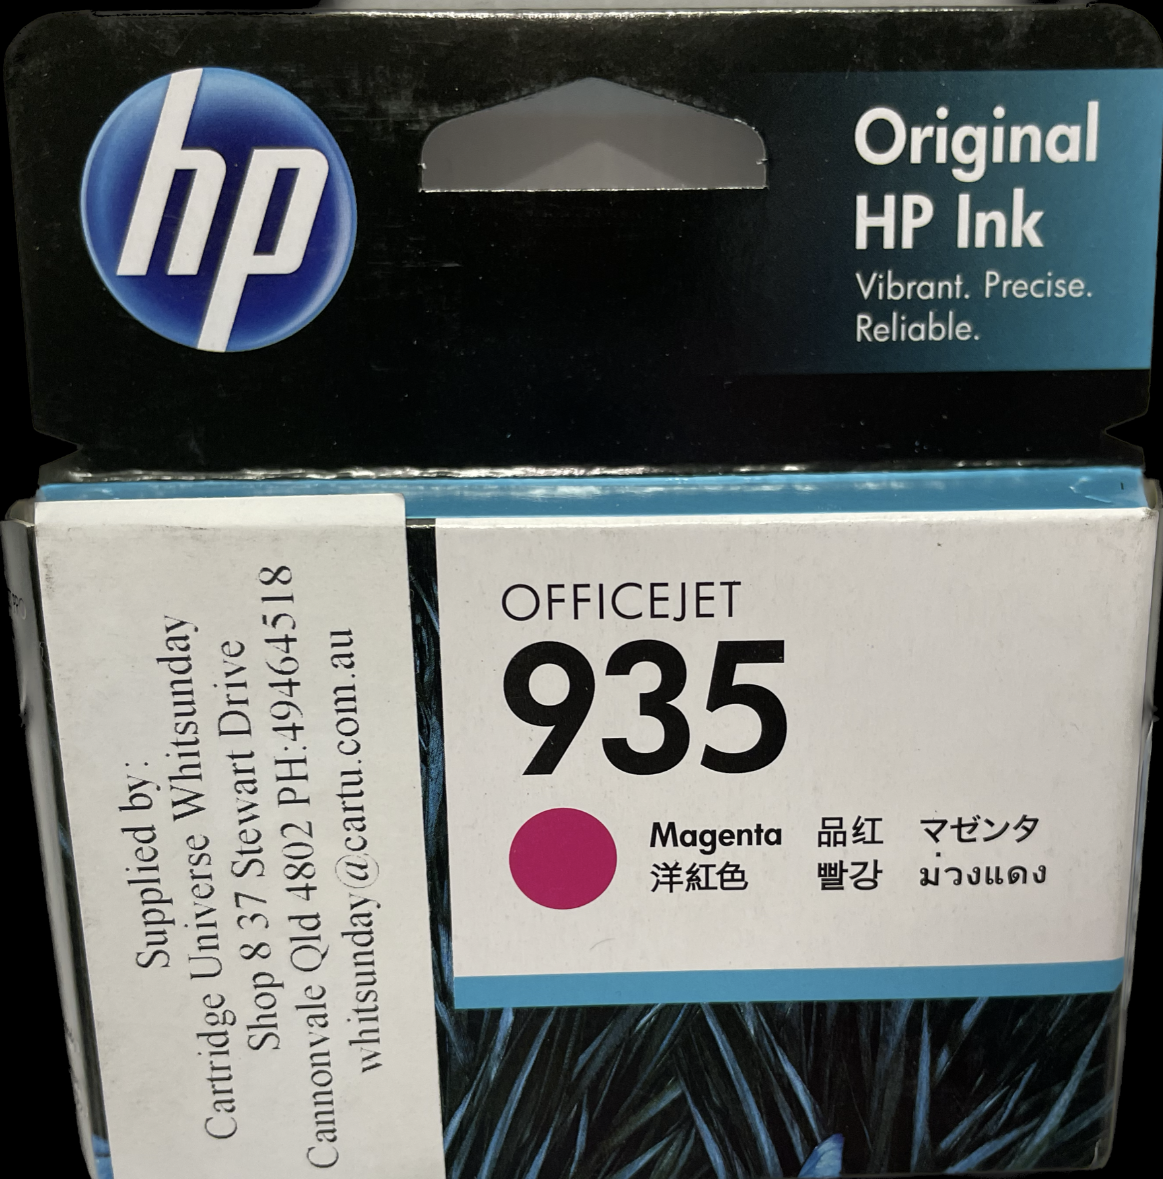 hp
Original
HP Ink
Vibrant. Precise.
Reliable.
Supplied by:
Cartridge Universe Whitsunday
Shop 8 37 Stewart Drive
Cannonvale Qld 4802 PH:49464518
whitsunday@cartu.com.au
OFFICEJET
935
Magenta 品红 マゼンタ
洋紅色 빨강 ม่วงแดง